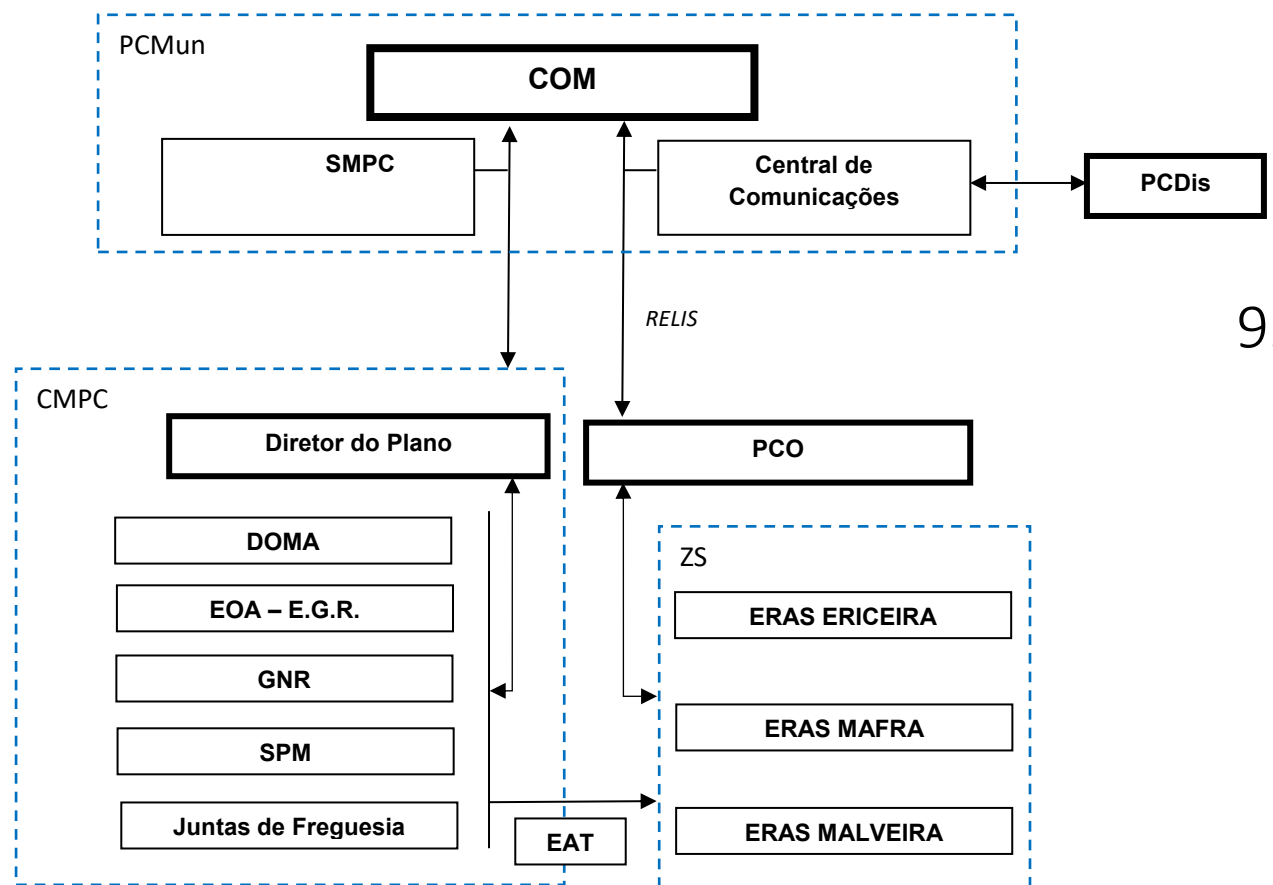 PCMun
COM
SMPC
Central de
Comunicações
PCDis
RELIS
9.
CMPC
Diretor do Plano
PCO
DOMA
EOA – E.G.R.
GNR
SPM
Juntas de Freguesia
EAT
ZS
ERAS ERICEIRA
ERAS MAFRA
ERAS MALVEIRA